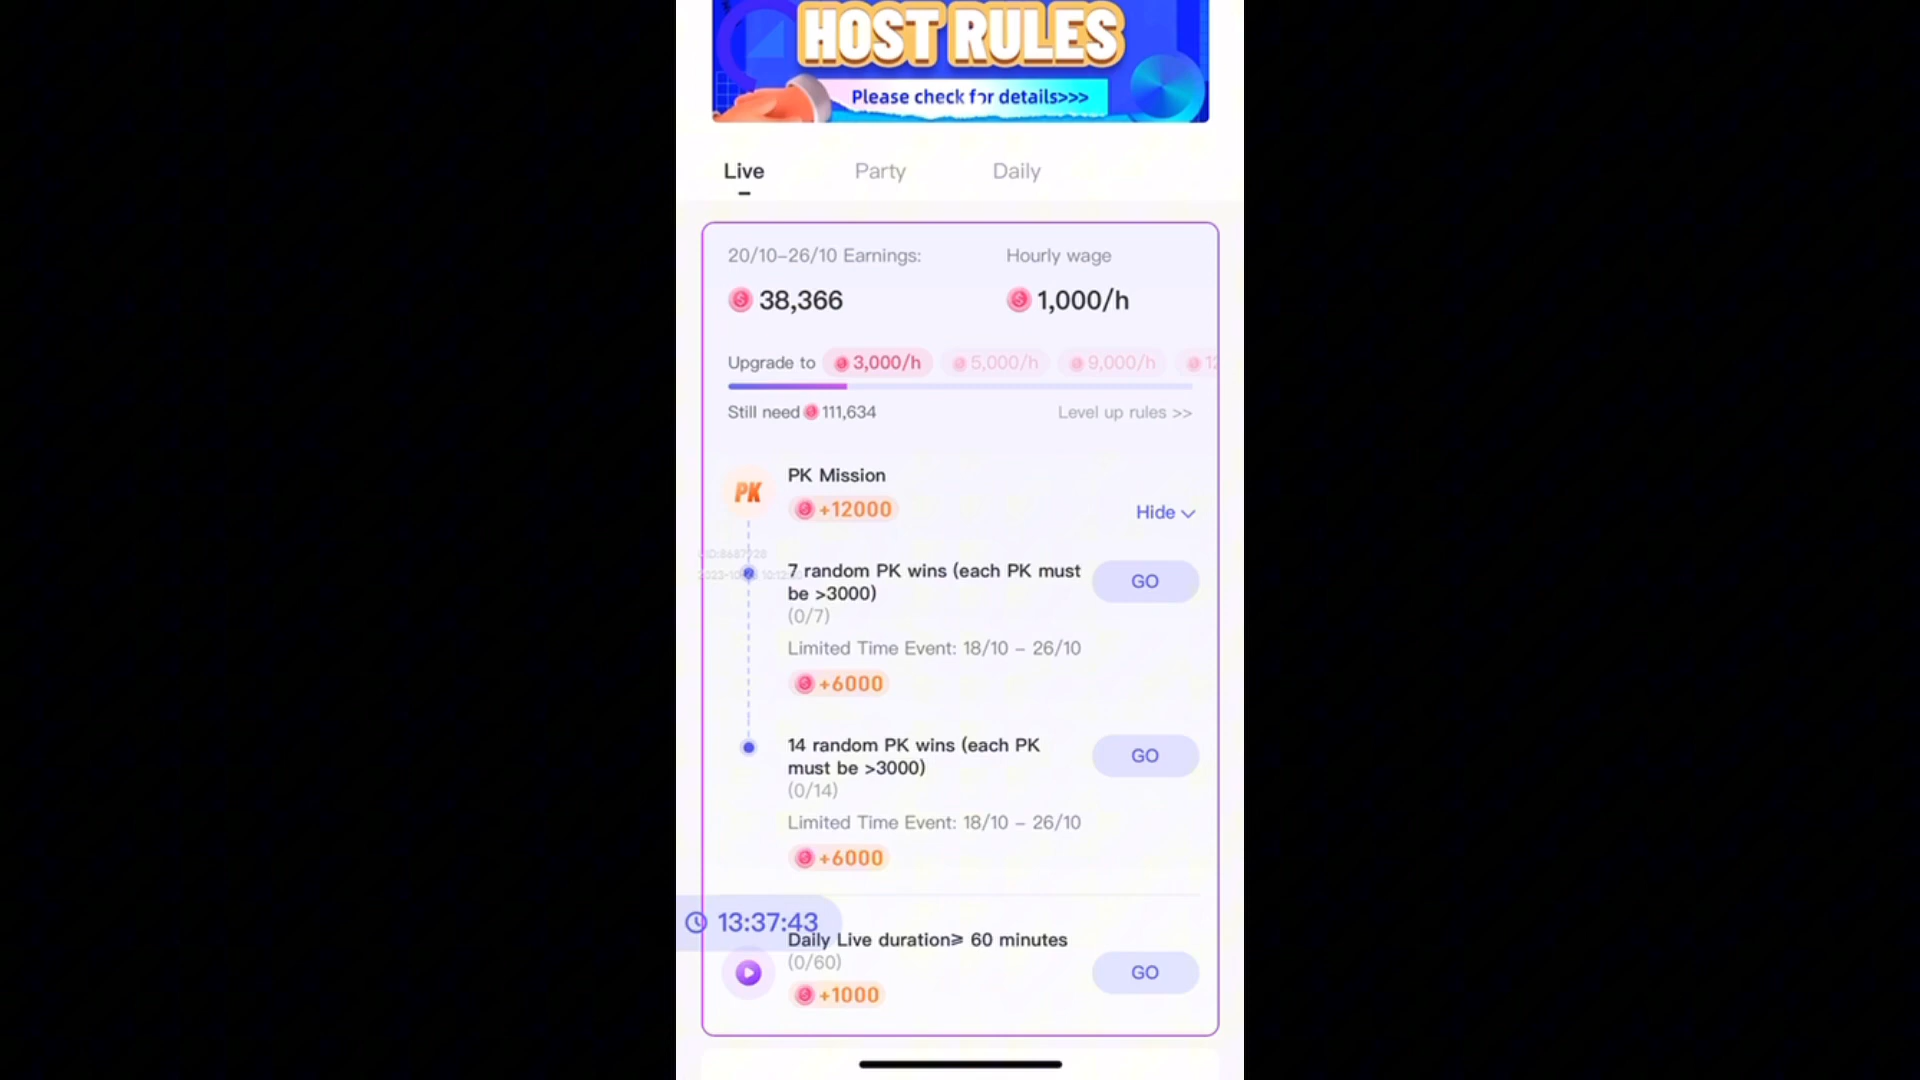 HOST RULES
Please check for details>>>
Live Party Daily
20/10–26/10 Earnings: Hourly wage
38,366 1,000/h
Upgrade to 3,000/h 5,000/h 9,000/h
Still need 111,634 Level up rules >>
PK PK Mission
+12000
Hide
7 random PK wins (each PK must
be >3000)
(0/7)
GO
Limited Time Event: 18/10 – 26/10
+6000
14 random PK wins (each PK
must be >3000)
(0/14)
GO
Limited Time Event: 18/10 – 26/10
+6000
13:37:43
Daily Live duration≥ 60 minutes
(0/60)
GO
+1000